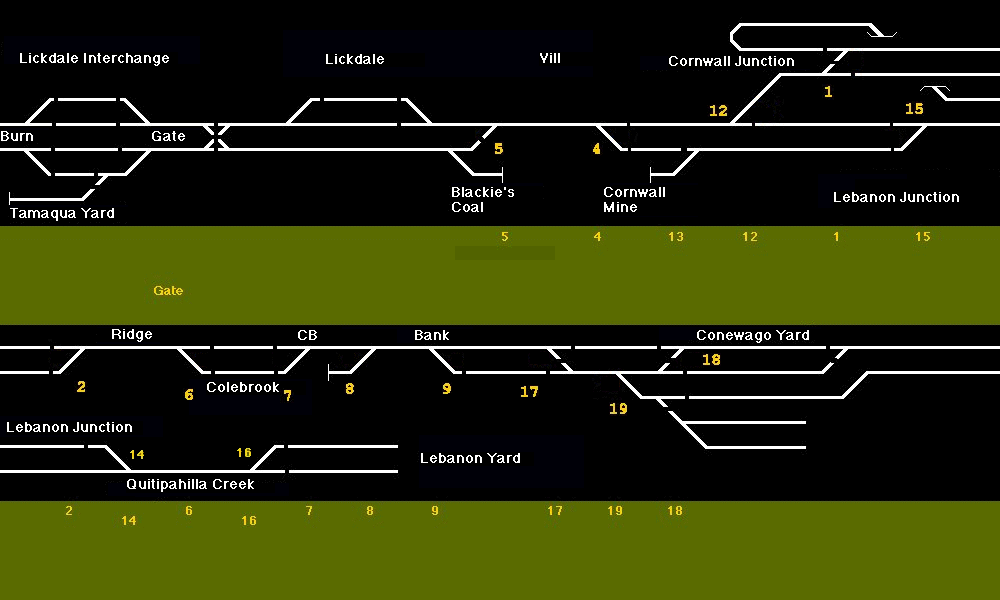 Lickdale Interchange
Lickdale
Vill
Cornwall Junction
1
12
15
Burn
Gate
5
4
Blackie's
Coal
Cornwall
Mine
Lebanon Junction
Tamaqua Yard
5 4 13 12 1 15
Gate
Ridge
CB
Bank
Conewago Yard
18
2
6
Colebrook
7
8
9
17
19
Lebanon Junction
14
16
Lebanon Yard
Quitipahilla Creek
2 6 7 8 9 17 19 18
14 16